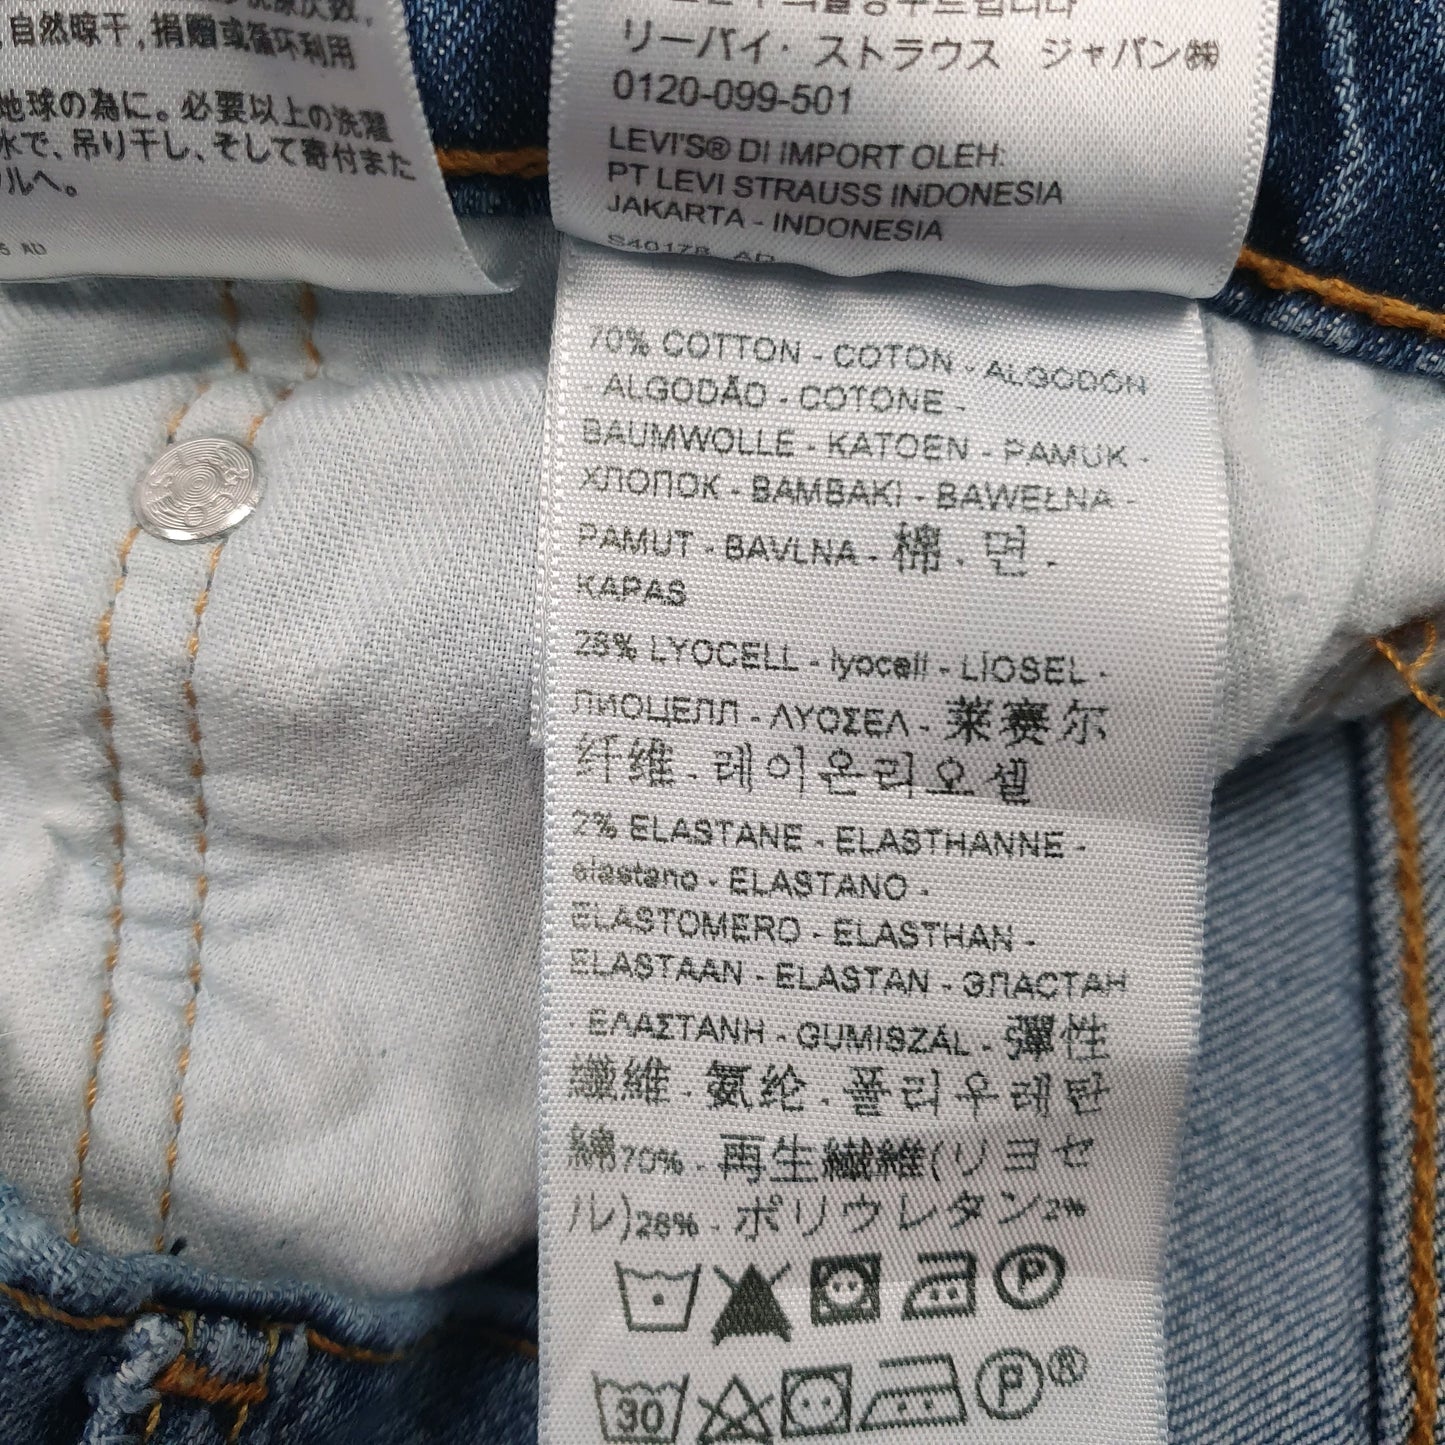 自然晾干,捐赠或循环利用
地球の為に。必要以上の洗濯
水で、吊り干し、そして寄付また
ルへ。
リーバイ・ストラウス ジャパン㈱
0120-099-501
LEVI'S® DI IMPORT OLEH:
PT LEVI STRAUSS INDONESIA
JAKARTA - INDONESIA
70% COTTON - COTON - ALGODÓN
- ALGODÃO - COTONE -
BAUMWOLLE - KATOEN - PAMUK -
ХЛОПОК - BAMBAKI - BAWEŁNA -
PAMUT - BAVLNA - 棉 - 면 -
KAPAS
28% LYOCELL - lyocell - LİOSEL -
ЛИОЦЕЛЛ - ΛΥΟΣΕΛ - 莱赛尔
纤维 - 레이온리오셀
2% ELASTANE - ELASTHANNE -
elastano - ELASTANO -
ELASTOMERO - ELASTHAN -
ELASTAAN - ELASTAN - ЭЛАСТАН
- ΕΛΑΣΤΑΝΗ - GUMISZÁL - 彈性
纖維 - 氨纶 - 폴리우레탄
綿70% - 再生繊維(リヨセ
ル)28% - ポリウレタン2%
P
30 P®